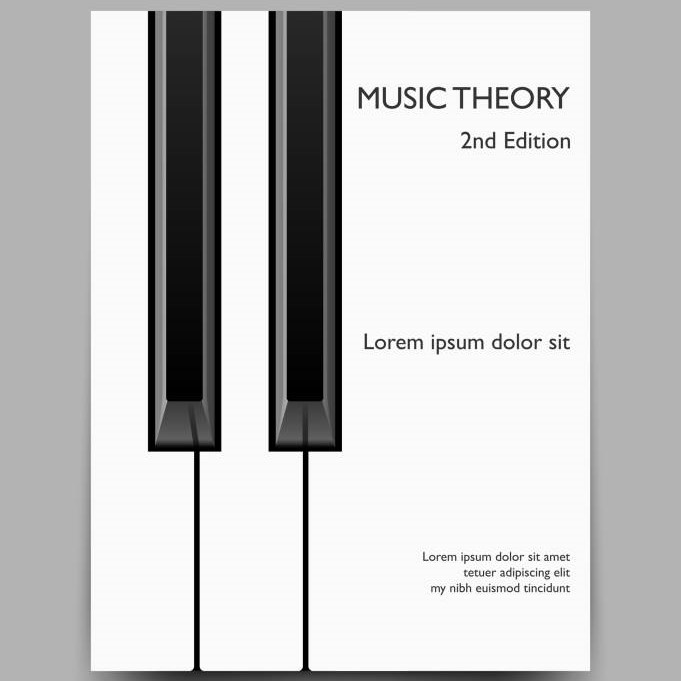 MUSIC THEORY
2nd Edition
Lorem ipsum dolor sit
Lorem ipsum dolor sit amet
tetuer adipiscing elit
my nibh euismod tincidunt